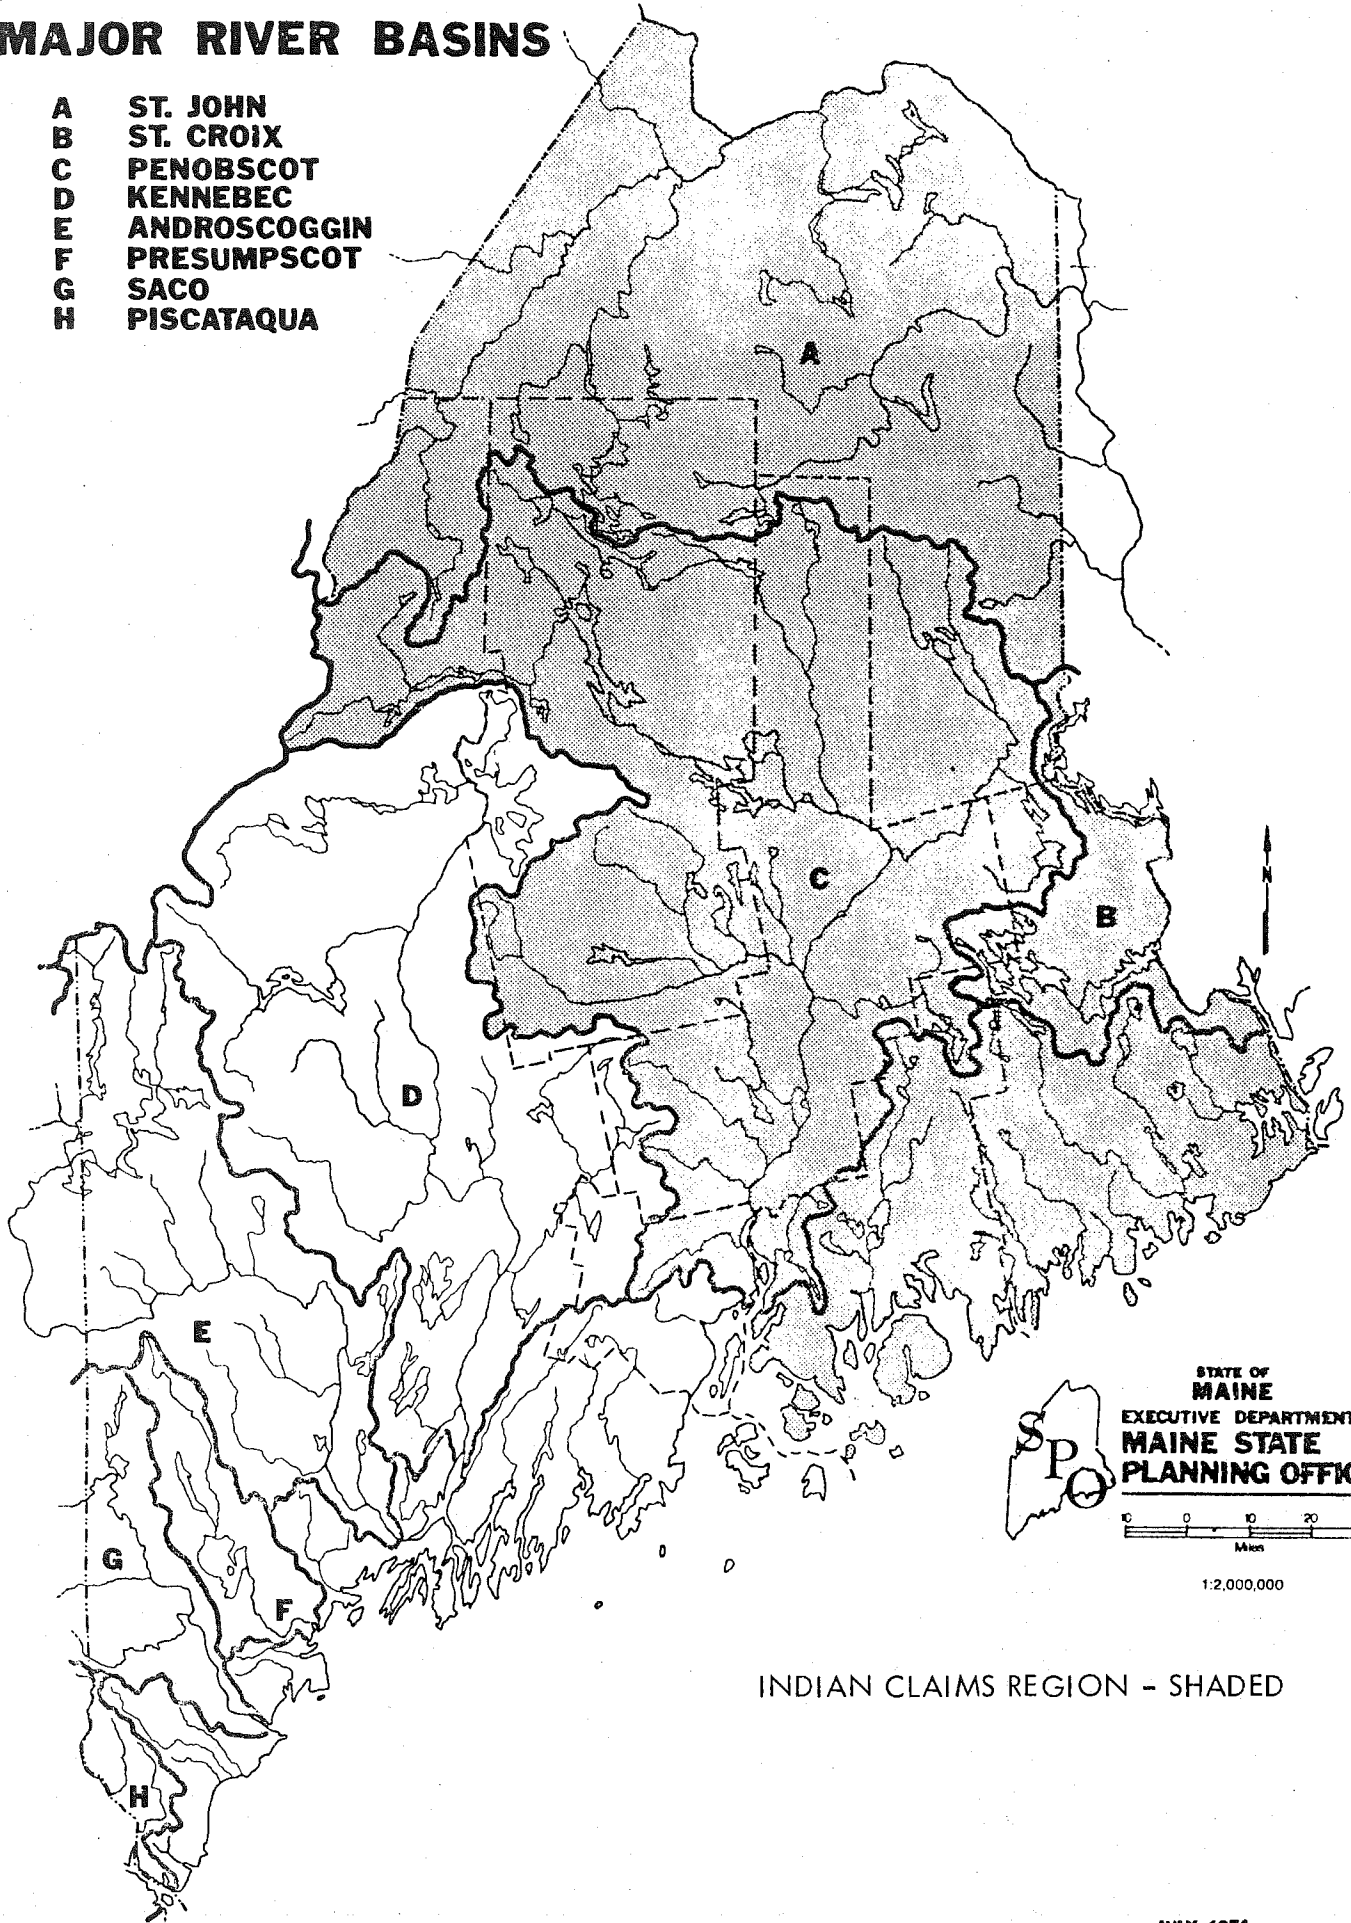 MAJOR RIVER BASINS
A ST. JOHN
B ST. CROIX
C PENOBSCOT
D KENNEBEC
E ANDROSCOGGIN
F PRESUMPSCOT
G SACO
H PISCATAQUA
A
C
B
N
D
E
STATE OF
MAINE
EXECUTIVE DEPARTMENT
MAINE STATE
PLANNING OFFIC
SPO
10 0 10 20
Miles
1:2,000,000
G
F
INDIAN CLAIMS REGION - SHADED
H